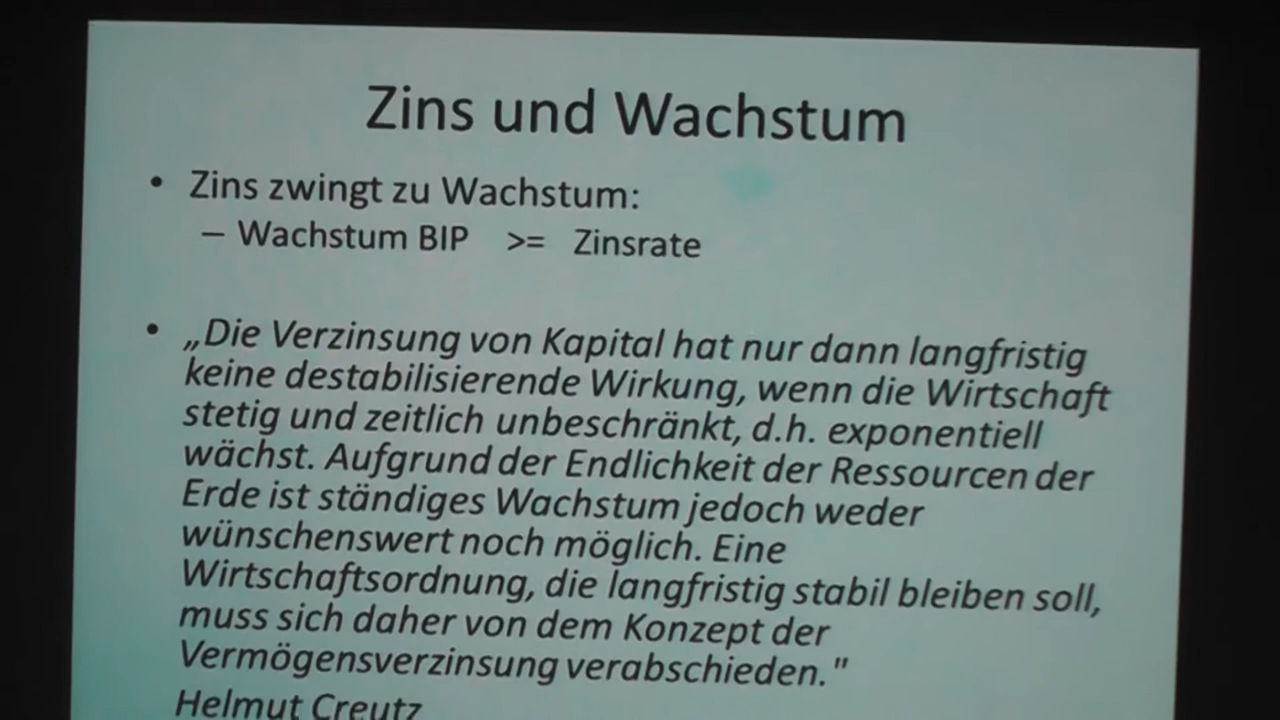 Zins und Wachstum
• Zins zwingt zu Wachstum:
– Wachstum BIP >= Zinsrate
• „Die Verzinsung von Kapital hat nur dann langfristig
keine destabilisierende Wirkung, wenn die Wirtschaft
stetig und zeitlich unbeschränkt, d.h. exponentiell
wächst. Aufgrund der Endlichkeit der Ressourcen der
Erde ist ständiges Wachstum jedoch weder
wünschenswert noch möglich. Eine
Wirtschaftsordnung, die langfristig stabil bleiben soll,
muss sich daher von dem Konzept der
Vermögensverzinsung verabschieden."
Helmut Creutz